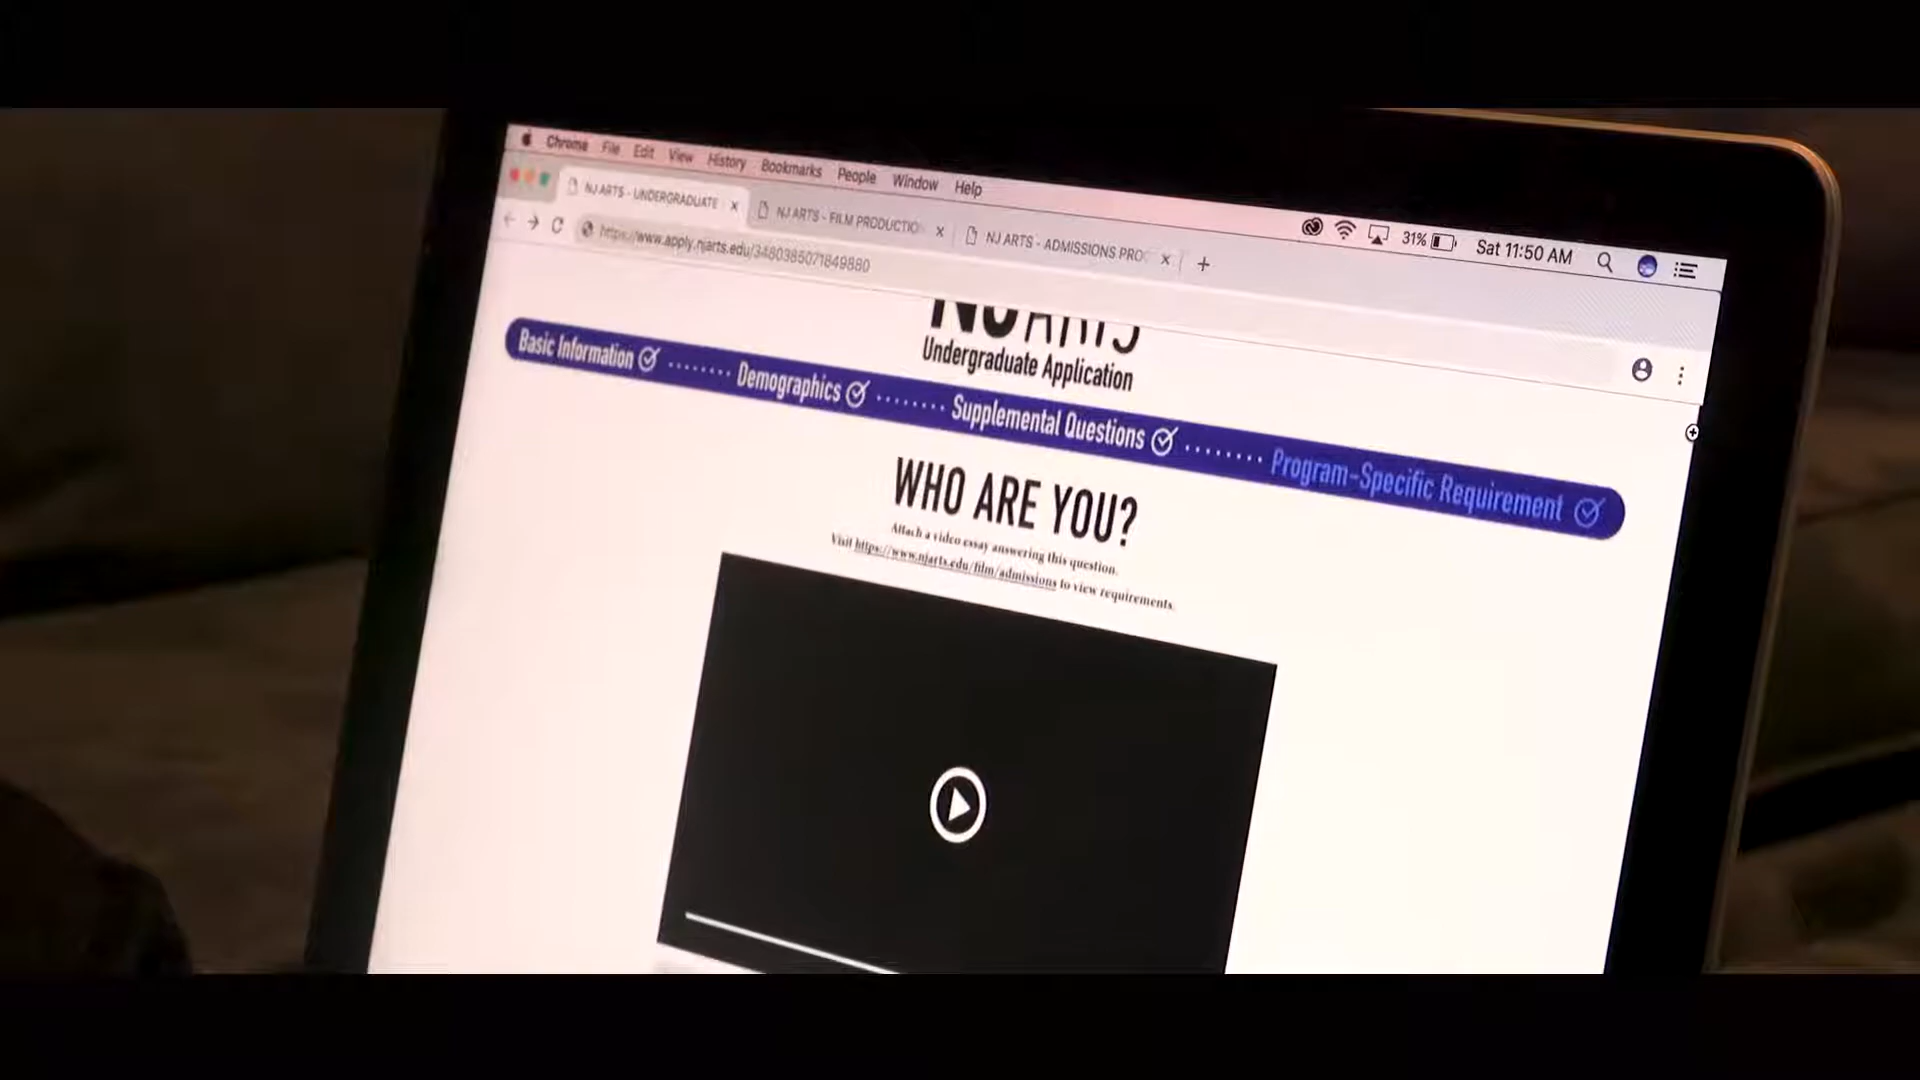 Chrome File Edit View History Bookmarks People Window Help
31% Sat 11:50 AM
NJ ARTS - UNDERGRADUATE
NJ ARTS - FILM PRODUCTIO
NJ ARTS - ADMISSIONS PRO
https://www.apply.njarts.edu/3480385071849880
NJ ARTS
Undergraduate Application
Basic Information ........ Demographics ........ Supplemental Questions ........ Program-Specific Requirement
WHO ARE YOU?
Attach a video essay answering this question.
Visit https://www.njarts.edu/film/admissions to view requirements.